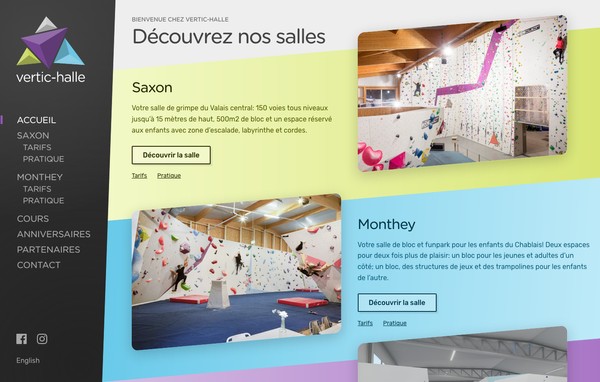 vertic-halle
ACCUEIL
SAXON
TARIFS
PRATIQUE
MONTHEY
TARIFS
PRATIQUE
COURS
ANNIVERSAIRES
PARTENAIRES
CONTACT
English
BIENVENUE CHEZ VERTIC-HALLE
Découvrez nos salles
Saxon
Votre salle de grimpe du Valais central: 150 voies tous niveaux
jusqu'à 15 mètres de haut, 500m2 de bloc et un espace réservé
aux enfants avec zone d'escalade, labyrinthe et cordes.
Découvrir la salle
Tarifs Pratique
Monthey
Votre salle de bloc et funpark pour les enfants du Chablais! Deux espaces
pour deux fois plus de plaisir: un bloc pour les jeunes et adultes d'un
côté; un bloc, des structures de jeux et des trampolines pour les enfants
de l'autre.
Découvrir la salle
Tarifs Pratique